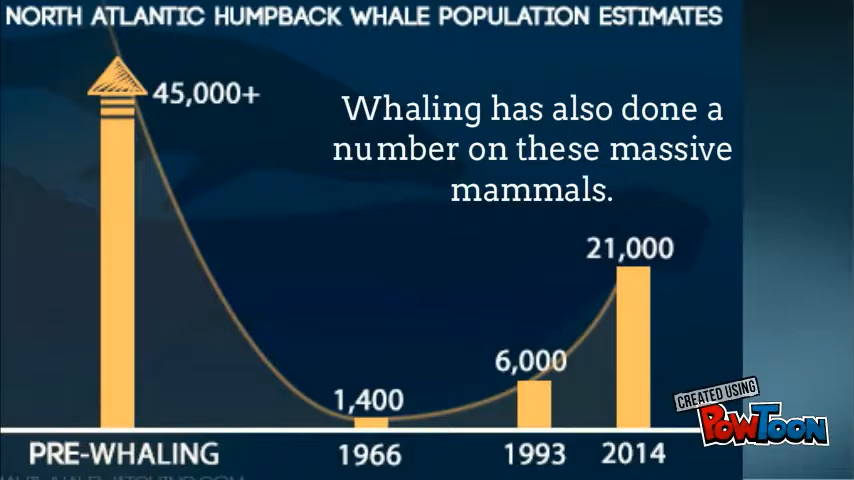 NORTH ATLANTIC HUMPBACK WHALE POPULATION ESTIMATES
45,000+
Whaling has also done a
number on these massive
mammals.
21,000
6,000
1,400
PRE-WHALING 1966 1993 2014
CREATED USING
POWTOON